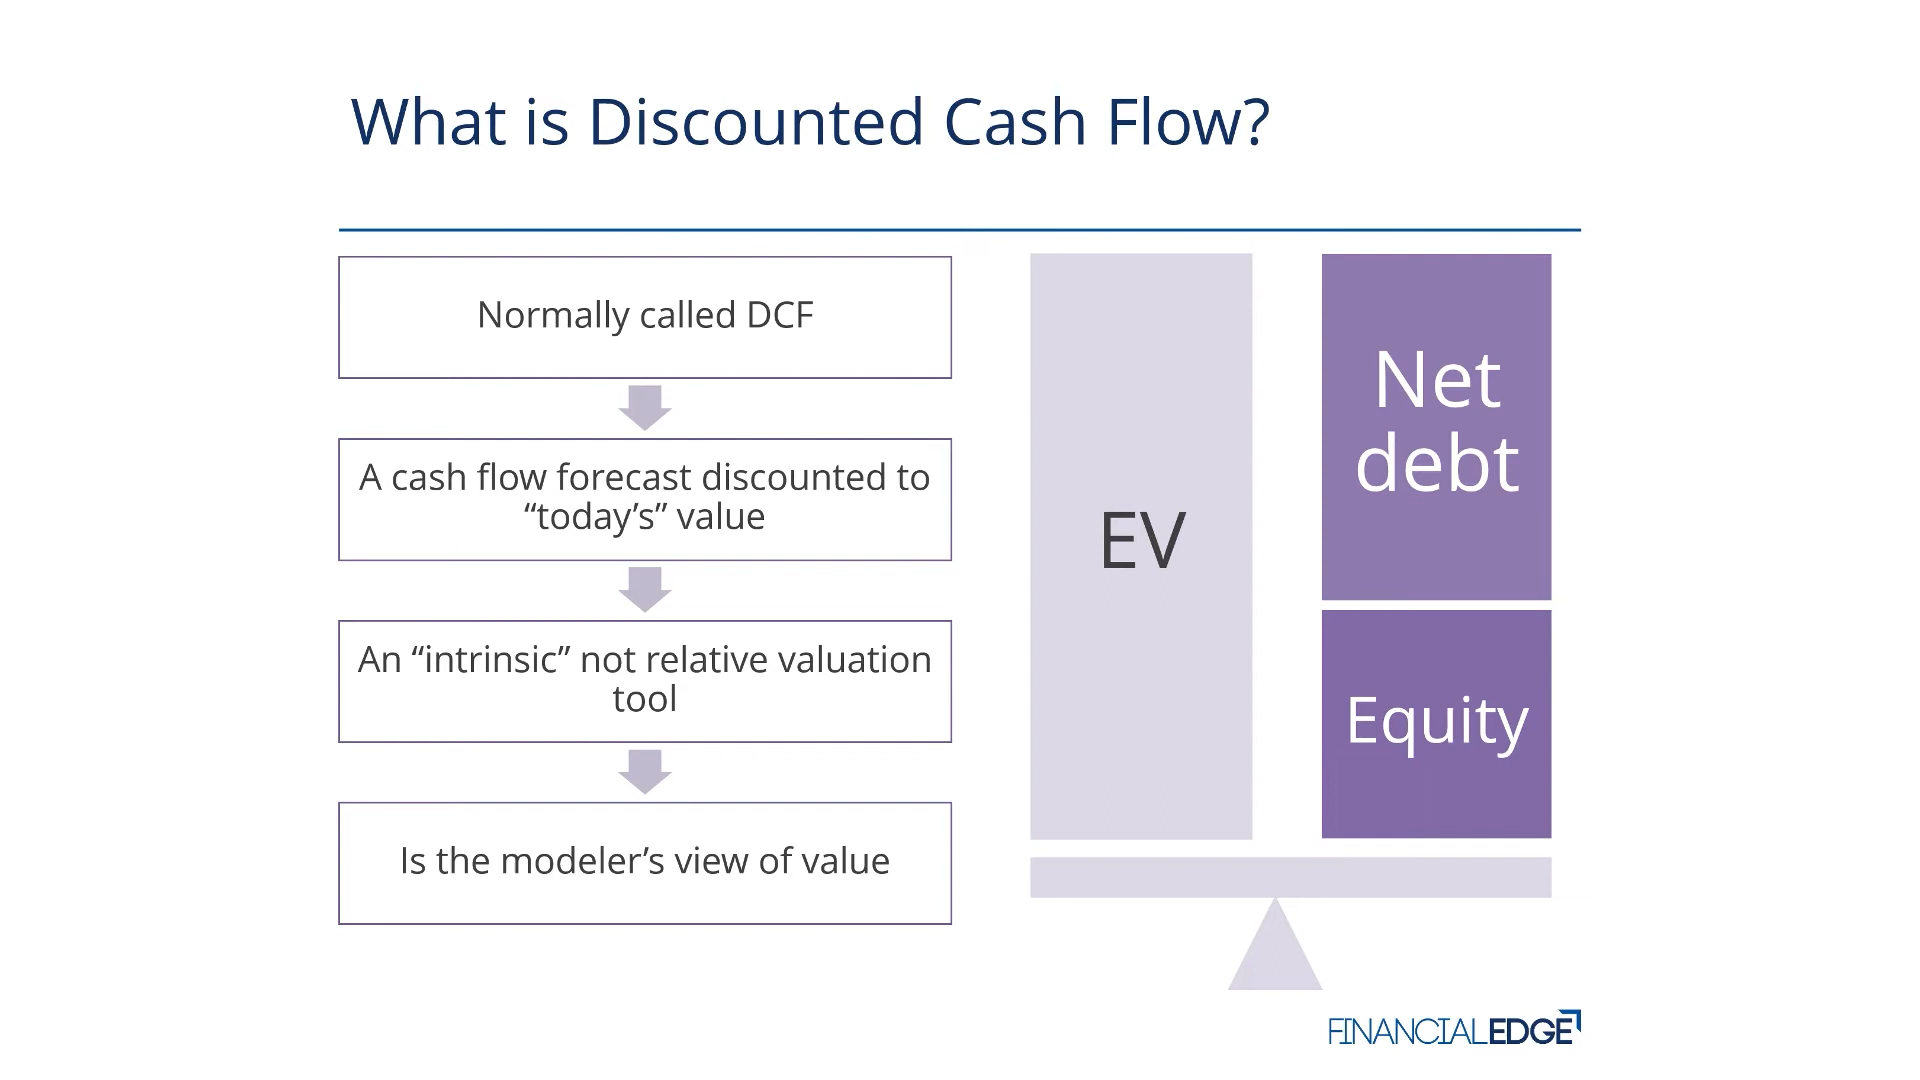 What is Discounted Cash Flow?
Normally called DCF
A cash flow forecast discounted to
“today’s” value
An “intrinsic” not relative valuation
tool
Is the modeler’s view of value
EV
Net
debt
Equity
FINANCIALEDGE